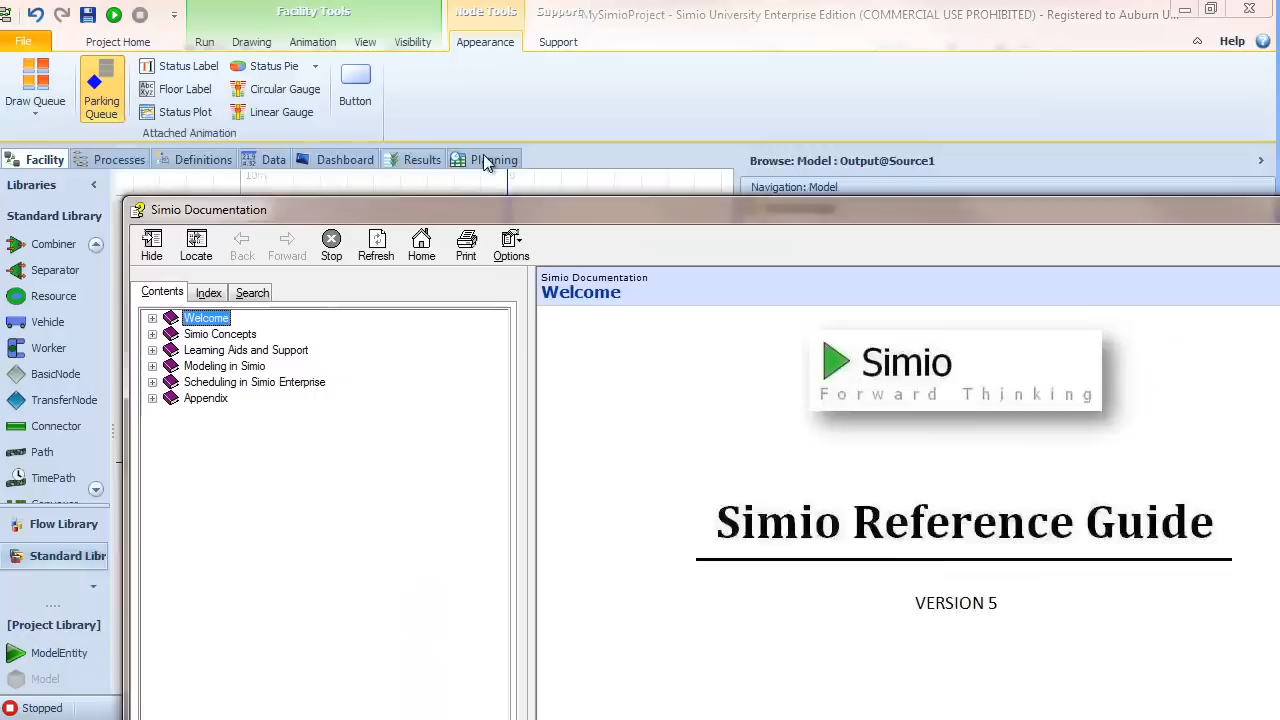 Facility Tools
Node Tools
Support
MySimioProject - Simio University Enterprise Edition (COMMERCIAL USE PROHIBITED) - Registered to Auburn U...
File
Project Home
Run
Drawing
Animation
View
Visibility
Appearance
Support
Help
Draw Queue
Parking Queue
Status Label
Floor Label
Status Plot
Status Pie
Circular Gauge
Linear Gauge
Button
Attached Animation
Facility
Processes
Definitions
Data
Dashboard
Results
Planning
Browse: Model : Output@Source1
Navigation: Model
Libraries
Standard Library
Combiner
Separator
Resource
Vehicle
Worker
BasicNode
TransferNode
Connector
Path
TimePath
Flow Library
Standard Libr
[Project Library]
ModelEntity
Model
Stopped
Simio Documentation
Hide
Locate
Back
Forward
Stop
Refresh
Home
Print
Options
Contents
Index
Search
Welcome
Simio Concepts
Learning Aids and Support
Modeling in Simio
Scheduling in Simio Enterprise
Appendix
Simio Documentation
Welcome
Simio
Forward Thinking
Simio Reference Guide
VERSION 5